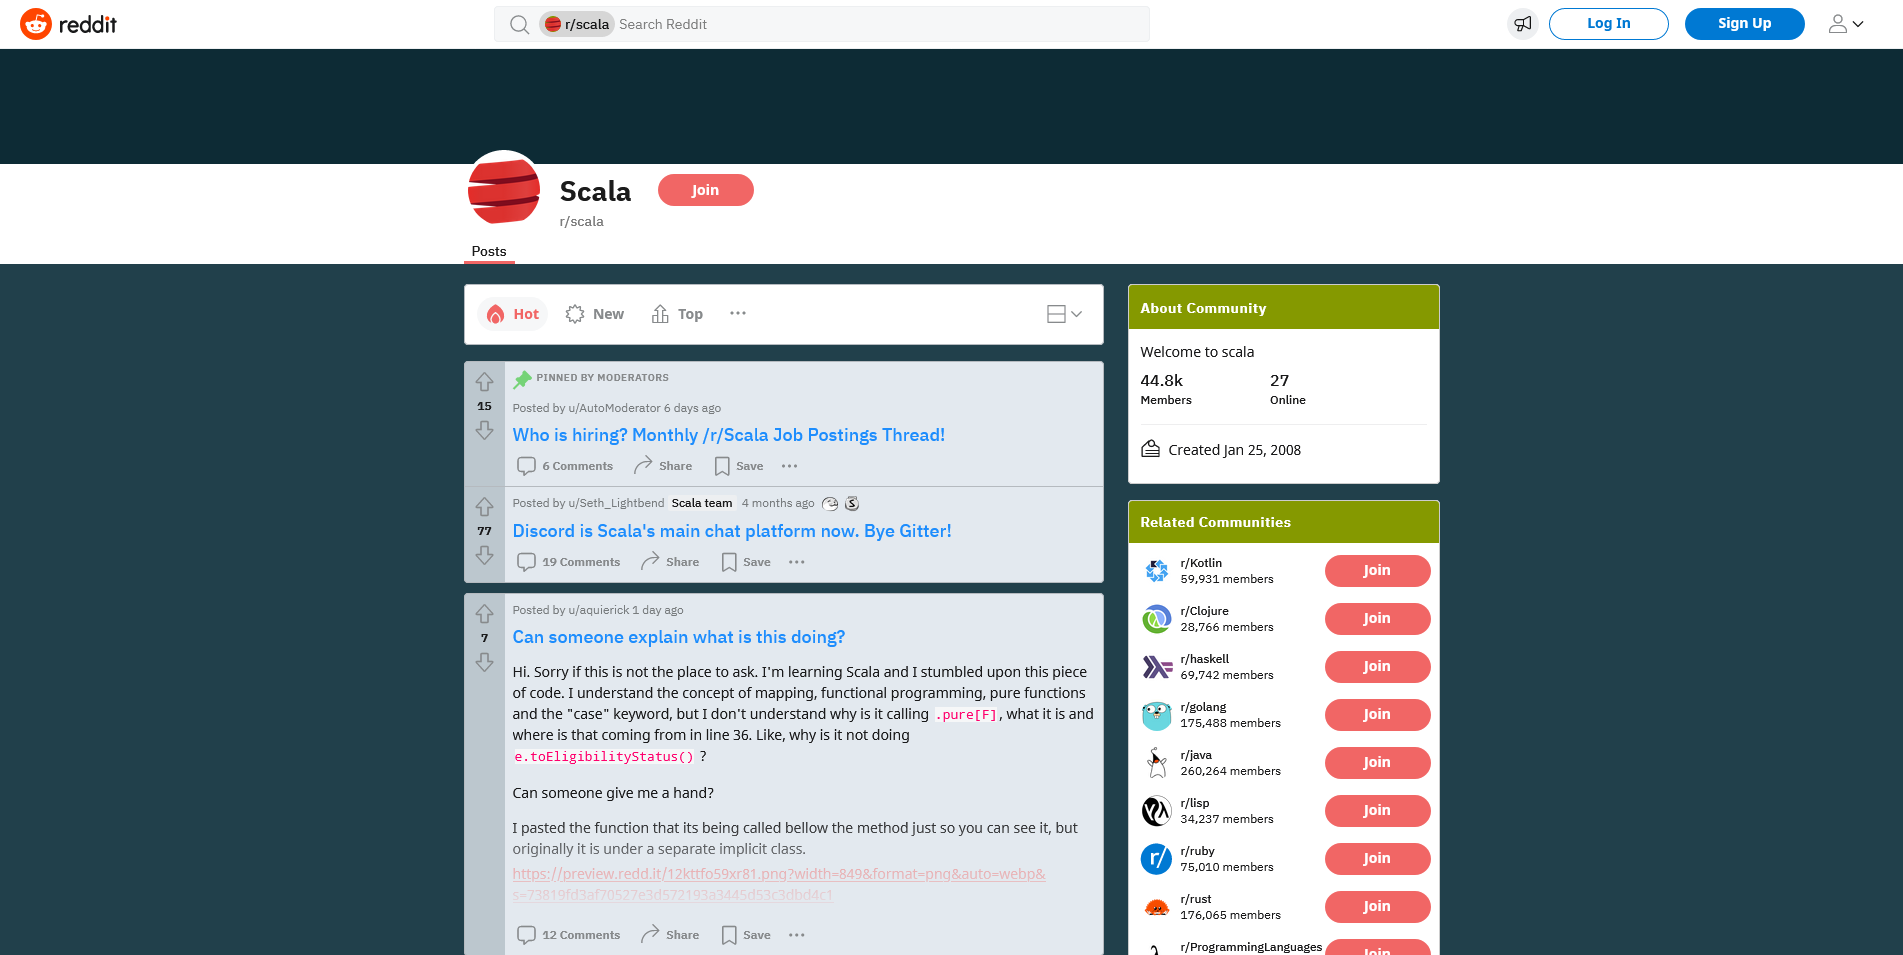 reddit
r/scala Search Reddit
Log In
Sign Up
Scala
Join
r/scala
Posts
Hot
New
Top
PINNED BY MODERATORS
15
Posted by u/AutoModerator 6 days ago
Who is hiring? Monthly /r/Scala Job Postings Thread!
6 Comments Share Save
Posted by u/Seth_Lightbend Scala team 4 months ago
77
Discord is Scala's main chat platform now. Bye Gitter!
19 Comments Share Save
Posted by u/aquierick 1 day ago
7
Can someone explain what is this doing?
Hi. Sorry if this is not the place to ask. I'm learning Scala and I stumbled upon this piece
of code. I understand the concept of mapping, functional programming, pure functions
and the "case" keyword, but I don't understand why is it calling .pure[F], what it is and
where is that coming from in line 36. Like, why is it not doing
e.toEligibilityStatus() ?
Can someone give me a hand?
I pasted the function that its being called bellow the method just so you can see it, but
originally it is under a separate implicit class.
https://preview.redd.it/12kttfo59xr81.png?width=849&format=png&auto=webp&
s=73819fd3af70527e3d572193a3445d53c3dbd4c1
12 Comments Share Save
About Community
Welcome to scala
44.8k 27
Members Online
Created Jan 25, 2008
Related Communities
r/Kotlin
59,931 members
Join
r/Clojure
28,766 members
Join
r/haskell
69,742 members
Join
r/golang
175,488 members
Join
r/java
260,264 members
Join
r/lisp
34,237 members
Join
r/ruby
75,010 members
Join
r/rust
176,065 members
Join
r/ProgrammingLanguages
Join